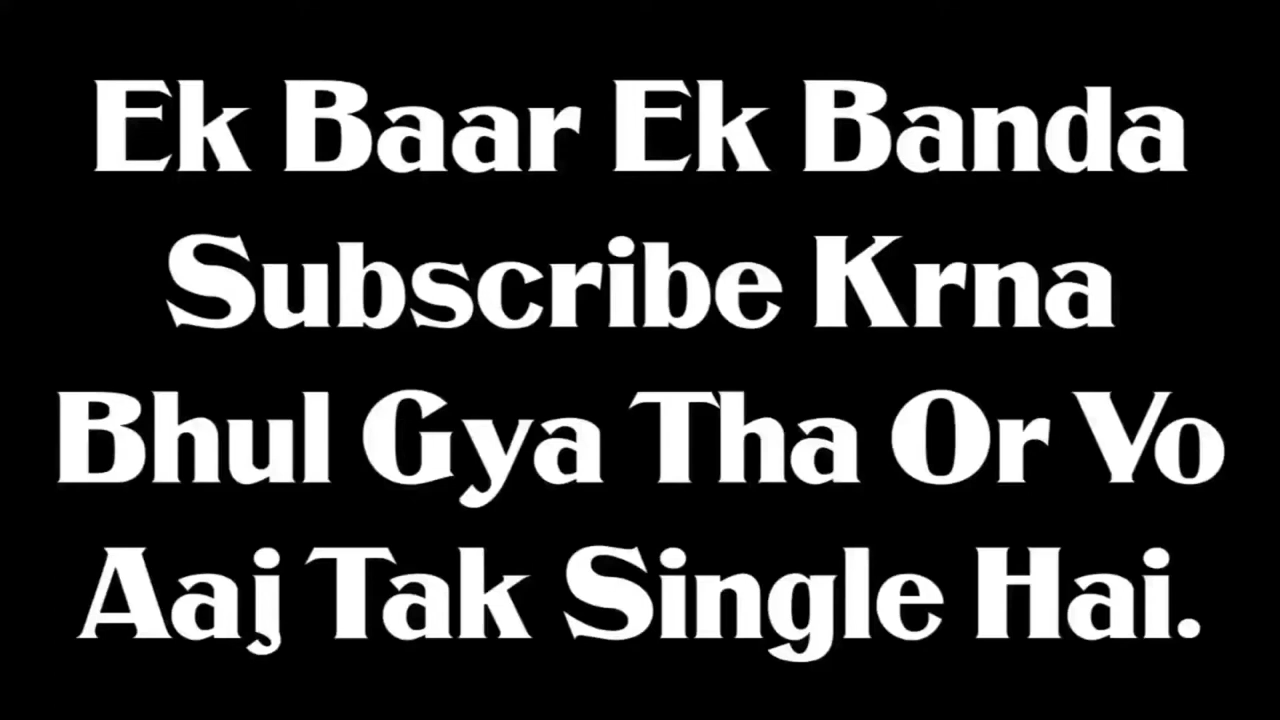 Ek Baar Ek Banda
Subscribe Krna
Bhul Gya Tha Or Vo
Aaj Tak Single Hai.